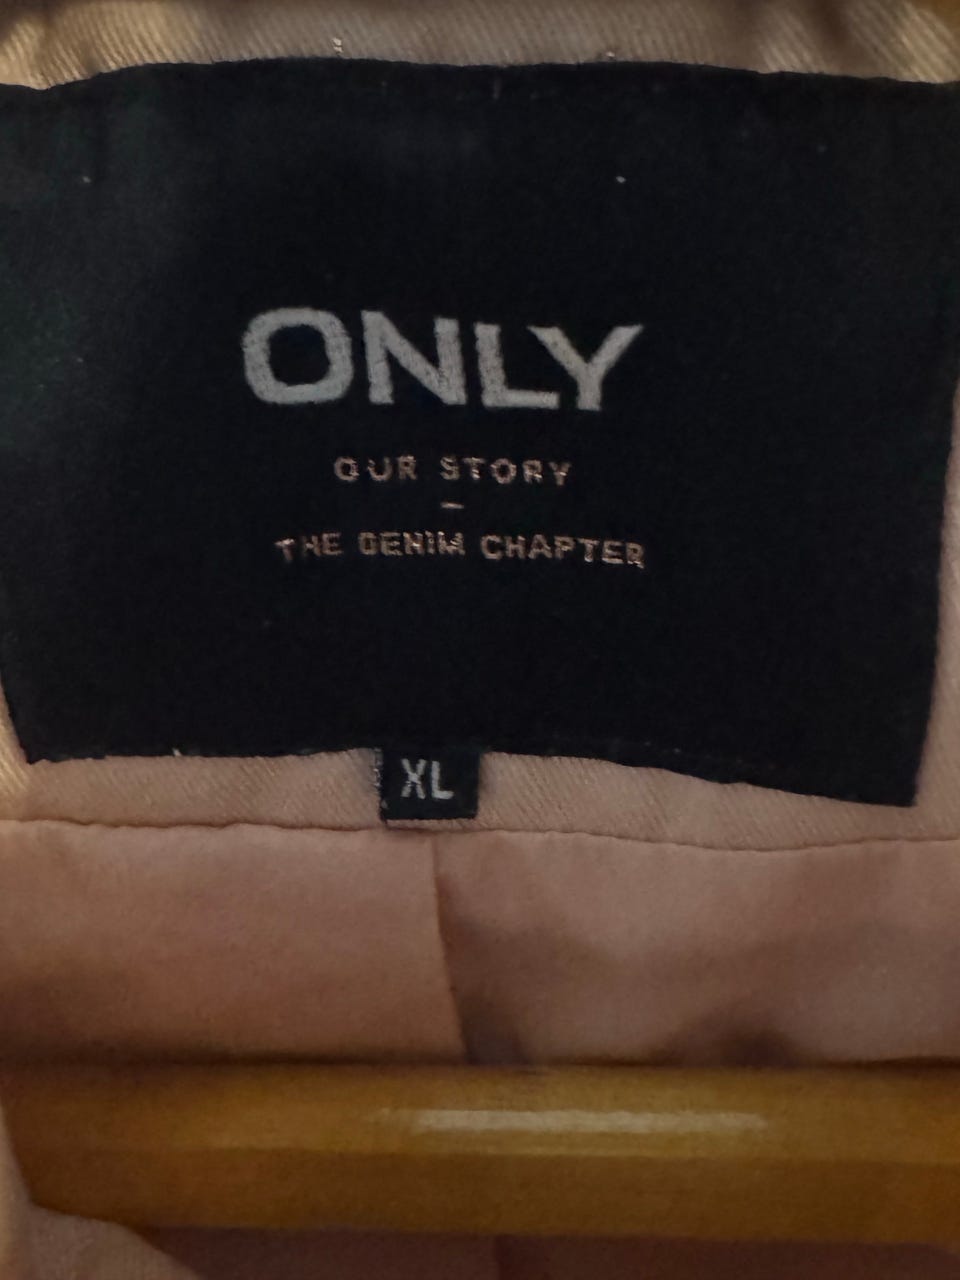 ONLY
OUR STORY
–
THE DENIM CHAPTER
XL